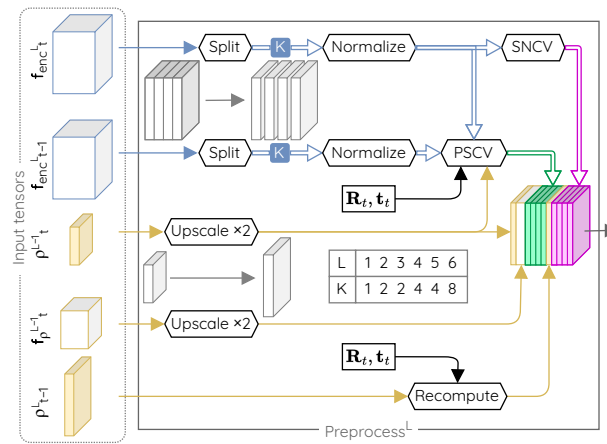 Input tensors
f_enc^L t
Split
K
Normalize
SNCV
f_enc^L t−1
Split
K
Normalize
PSCV
R_t, t_t
ρ^L-1 t
Upscale ×2
L 1 2 3 4 5 6
K 1 2 2 4 4 8
f_ρ^L-1 t
Upscale ×2
R_t, t_t
ρ^L t−1
Recompute
Preprocess^L